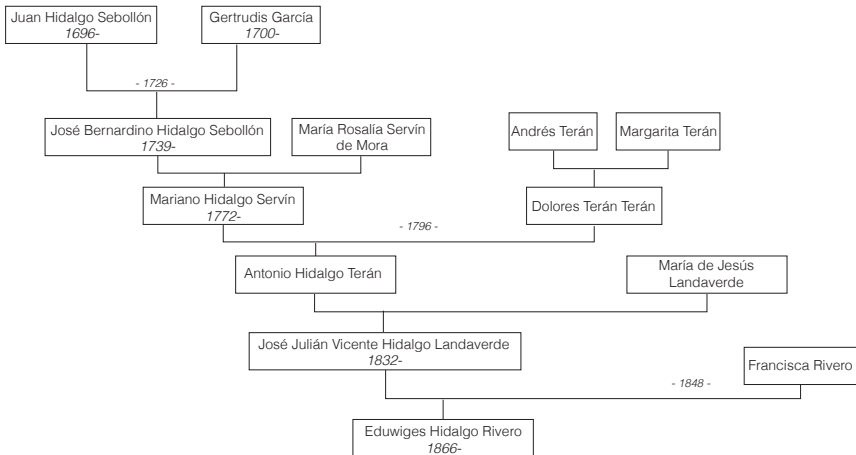 Juan Hidalgo Sebollón
1696-
Gertrudis García
1700-
- 1726 -
José Bernardino Hidalgo Sebollón
1739-
María Rosalía Servín
de Mora
Andrés Terán
Margarita Terán
Mariano Hidalgo Servín
1772-
Dolores Terán Terán
- 1796 -
Antonio Hidalgo Terán
María de Jesús
Landaverde
José Julián Vicente Hidalgo Landaverde
1832-
Francisca Rivero
- 1848 -
Eduwiges Hidalgo Rivero
1866-